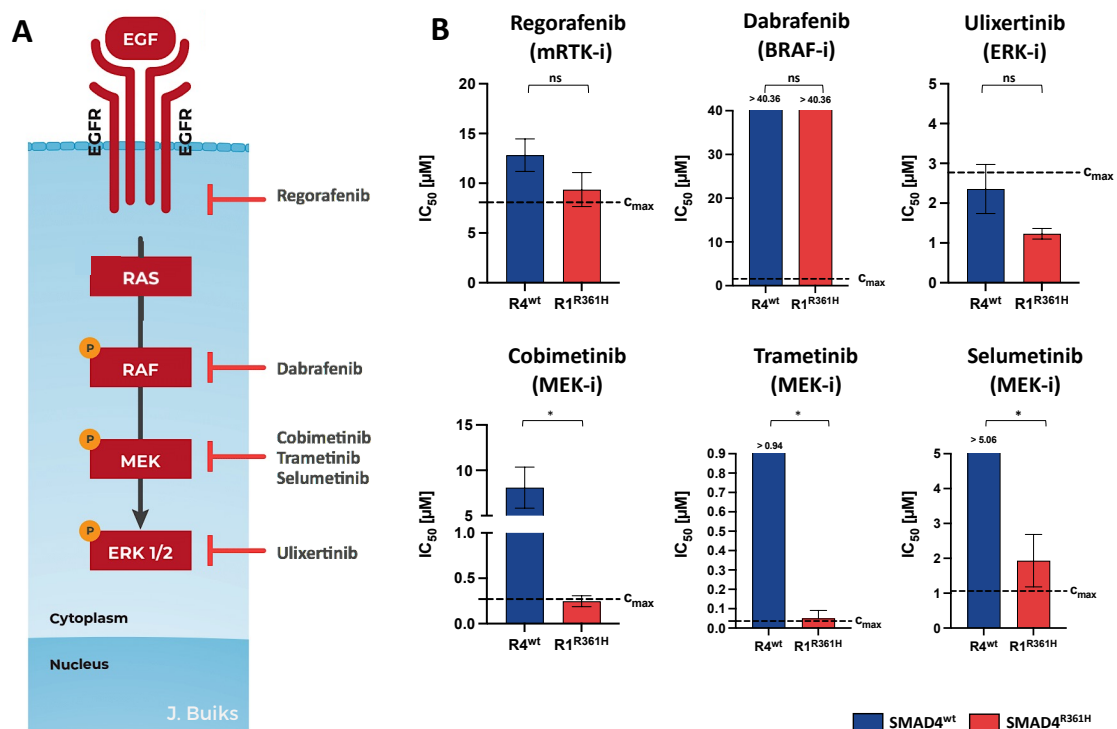 A
EGF
EGFR
EGFR
Regorafenib
RAS
P
RAF
Dabrafenib
P
MEK
Cobimetinib
Trametinib
Selumetinib
P
ERK 1/2
Ulixertinib
Cytoplasm
Nucleus
J. Buiks
B
Regorafenib
(mRTK-i)
ns
IC50 [µM]
20
15
10
5
0
cmax
R4wt
R1R361H
Dabrafenib
(BRAF-i)
ns
> 40.36
> 40.36
IC50 [µM]
40
30
20
10
0
cmax
R4wt
R1R361H
Ulixertinib
(ERK-i)
ns
IC50 [µM]
5
4
3
2
1
0
cmax
R4wt
R1R361H
Cobimetinib
(MEK-i)
*
IC50 [µM]
15
10
5
1.0
0.5
0.0
cmax
R4wt
R1R361H
Trametinib
(MEK-i)
*
> 0.94
IC50 [µM]
0.9
0.8
0.7
0.6
0.5
0.4
0.3
0.2
0.1
0.0
cmax
R4wt
R1R361H
Selumetinib
(MEK-i)
*
> 5.06
IC50 [µM]
5
4
3
2
1
0
cmax
R4wt
R1R361H
SMAD4wt
SMAD4R361H